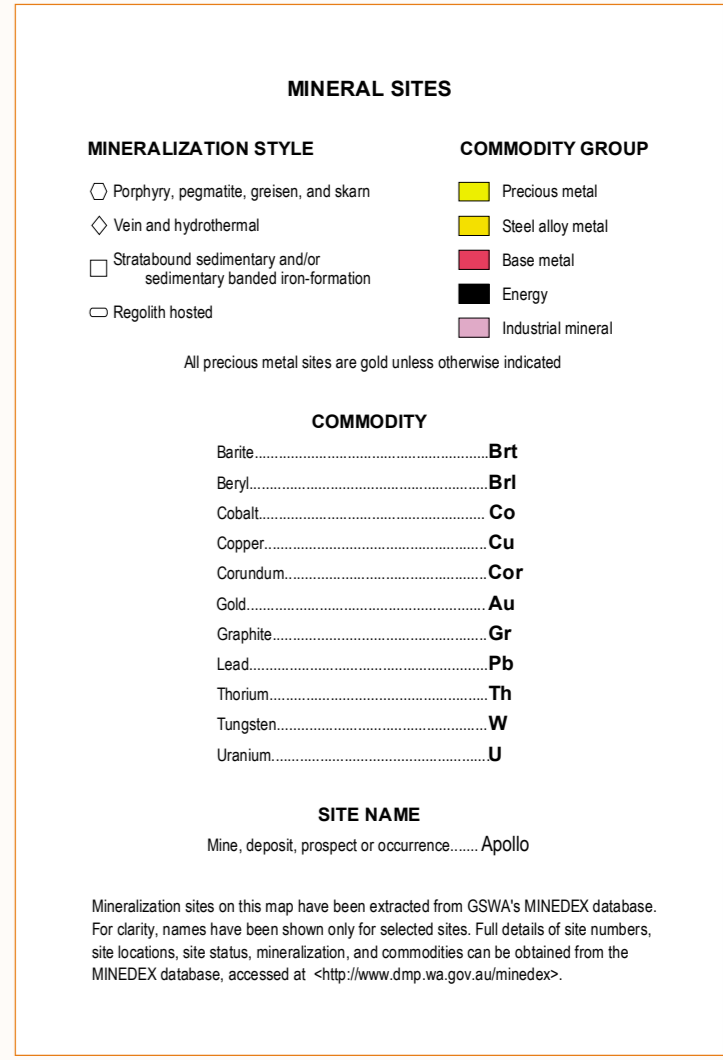 MINERAL SITES
MINERALIZATION STYLE
Porphyry, pegmatite, greisen, and skarn
Vein and hydrothermal
Stratabound sedimentary and/or
sedimentary banded iron-formation
Regolith hosted
COMMODITY GROUP
Precious metal
Steel alloy metal
Base metal
Energy
Industrial mineral
All precious metal sites are gold unless otherwise indicated
COMMODITY
Barite.........................................................Brt
Beryl..........................................................Brl
Cobalt....................................................... Co
Copper......................................................Cu
Corundum.................................................Cor
Gold.......................................................... Au
Graphite....................................................Gr
Lead..........................................................Pb
Thorium.....................................................Th
Tungsten...................................................W
Uranium.....................................................U
SITE NAME
Mine, deposit, prospect or occurrence....... Apollo
Mineralization sites on this map have been extracted from GSWA's MINEDEX database.
For clarity, names have been shown only for selected sites. Full details of site numbers,
site locations, site status, mineralization, and commodities can be obtained from the
MINEDEX database, accessed at <http://www.dmp.wa.gov.au/minedex>.